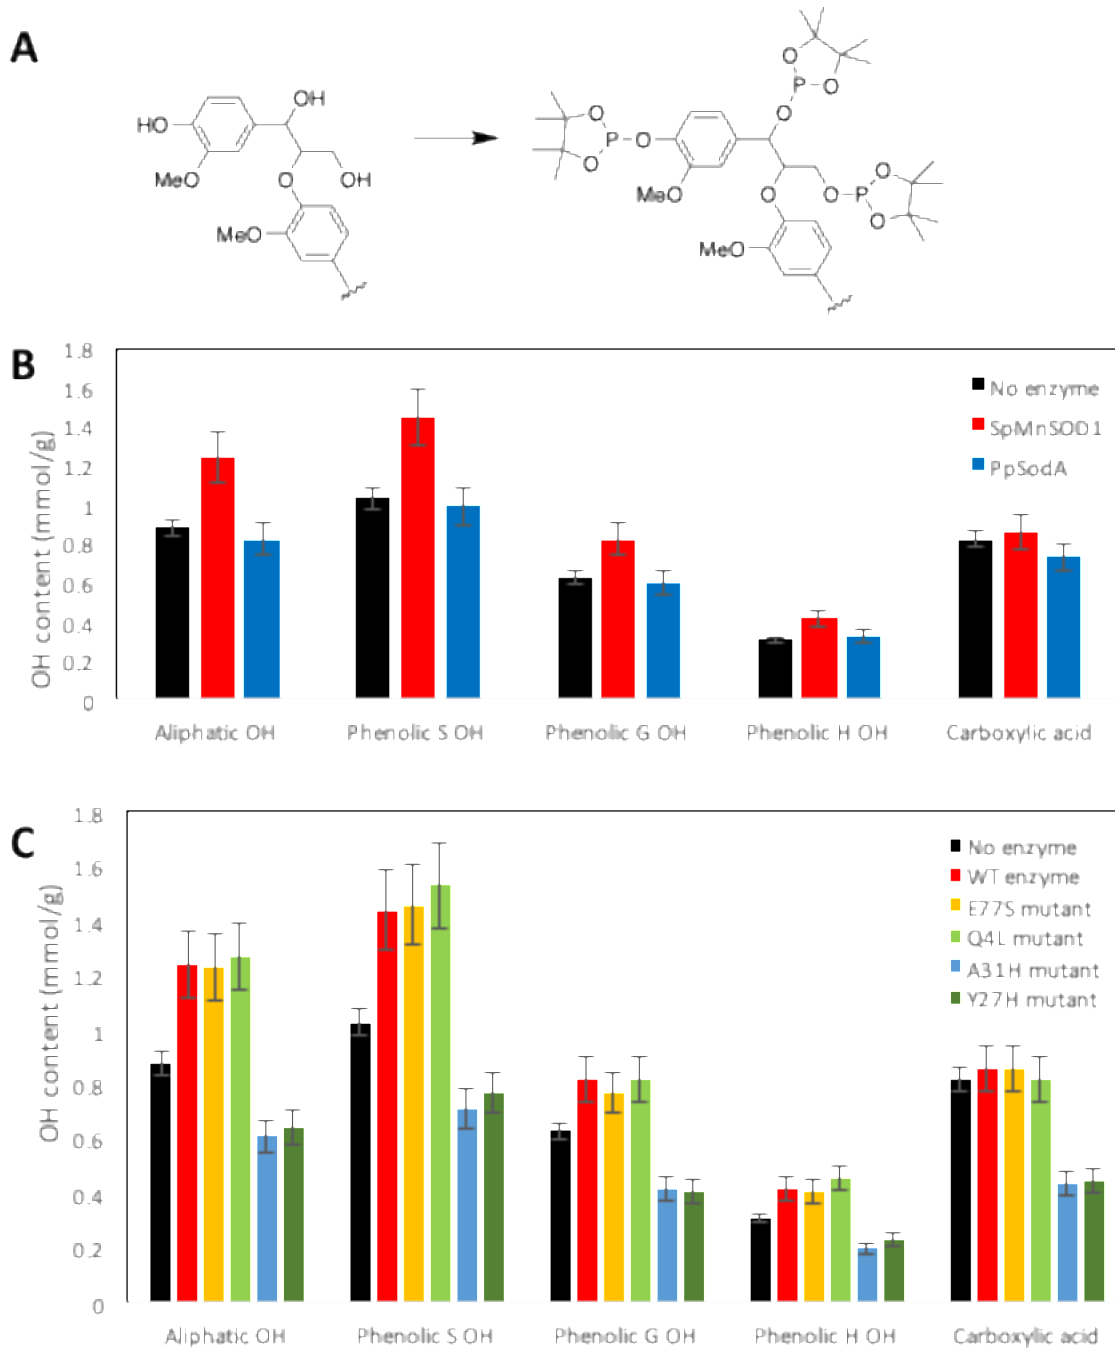 A
OH
HO
MeO
O
OH
MeO
O
P
O
O
O
P
O
O
O
MeO
O
O
P
O
O
MeO
B
OH content (mmol/g)
1.8
1.6
1.4
1.2
1
0.8
0.6
0.4
0.2
0
No enzyme
SpMnSOD1
PpSodA
Aliphatic OH
Phenolic S OH
Phenolic G OH
Phenolic H OH
Carboxylic acid
C
OH content (mmol/g)
1.8
1.6
1.4
1.2
1
0.8
0.6
0.4
0.2
0
No enzyme
WT enzyme
E77S mutant
Q4L mutant
A31H mutant
Y27H mutant
Aliphatic OH
Phenolic S OH
Phenolic G OH
Phenolic H OH
Carboxylic acid